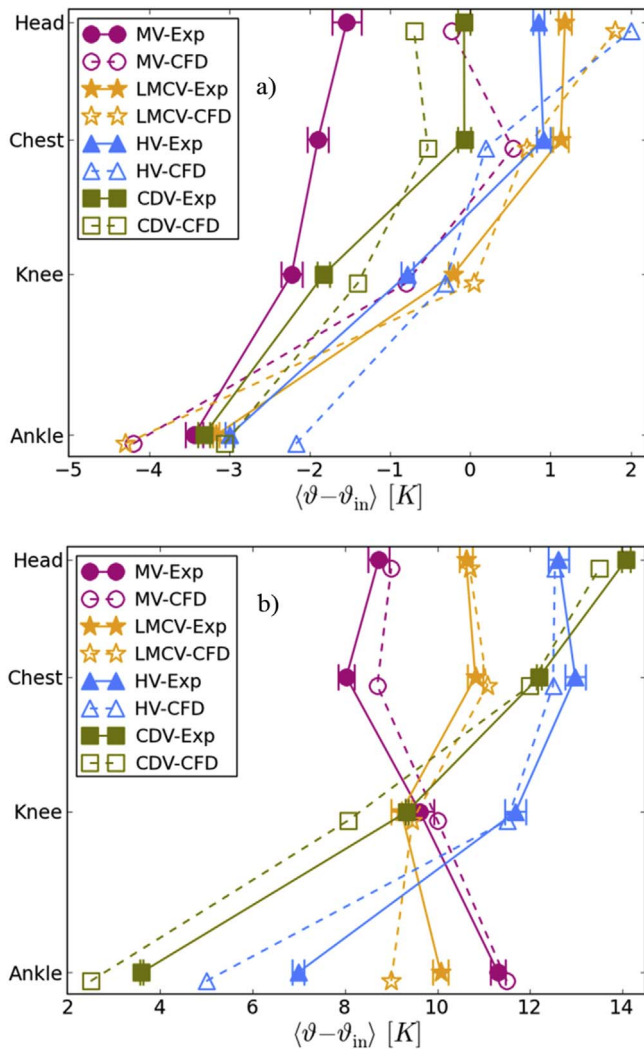 Head
Chest
Knee
Ankle
MV-Exp
MV-CFD
LMCV-Exp
LMCV-CFD
HV-Exp
HV-CFD
CDV-Exp
CDV-CFD
a)
−5 −4 −3 −2 −1 0 1 2
⟨ϑ−ϑin⟩ [K]
Head
Chest
Knee
Ankle
MV-Exp
MV-CFD
LMCV-Exp
LMCV-CFD
HV-Exp
HV-CFD
CDV-Exp
CDV-CFD
b)
2 4 6 8 10 12 14
⟨ϑ−ϑin⟩ [K]